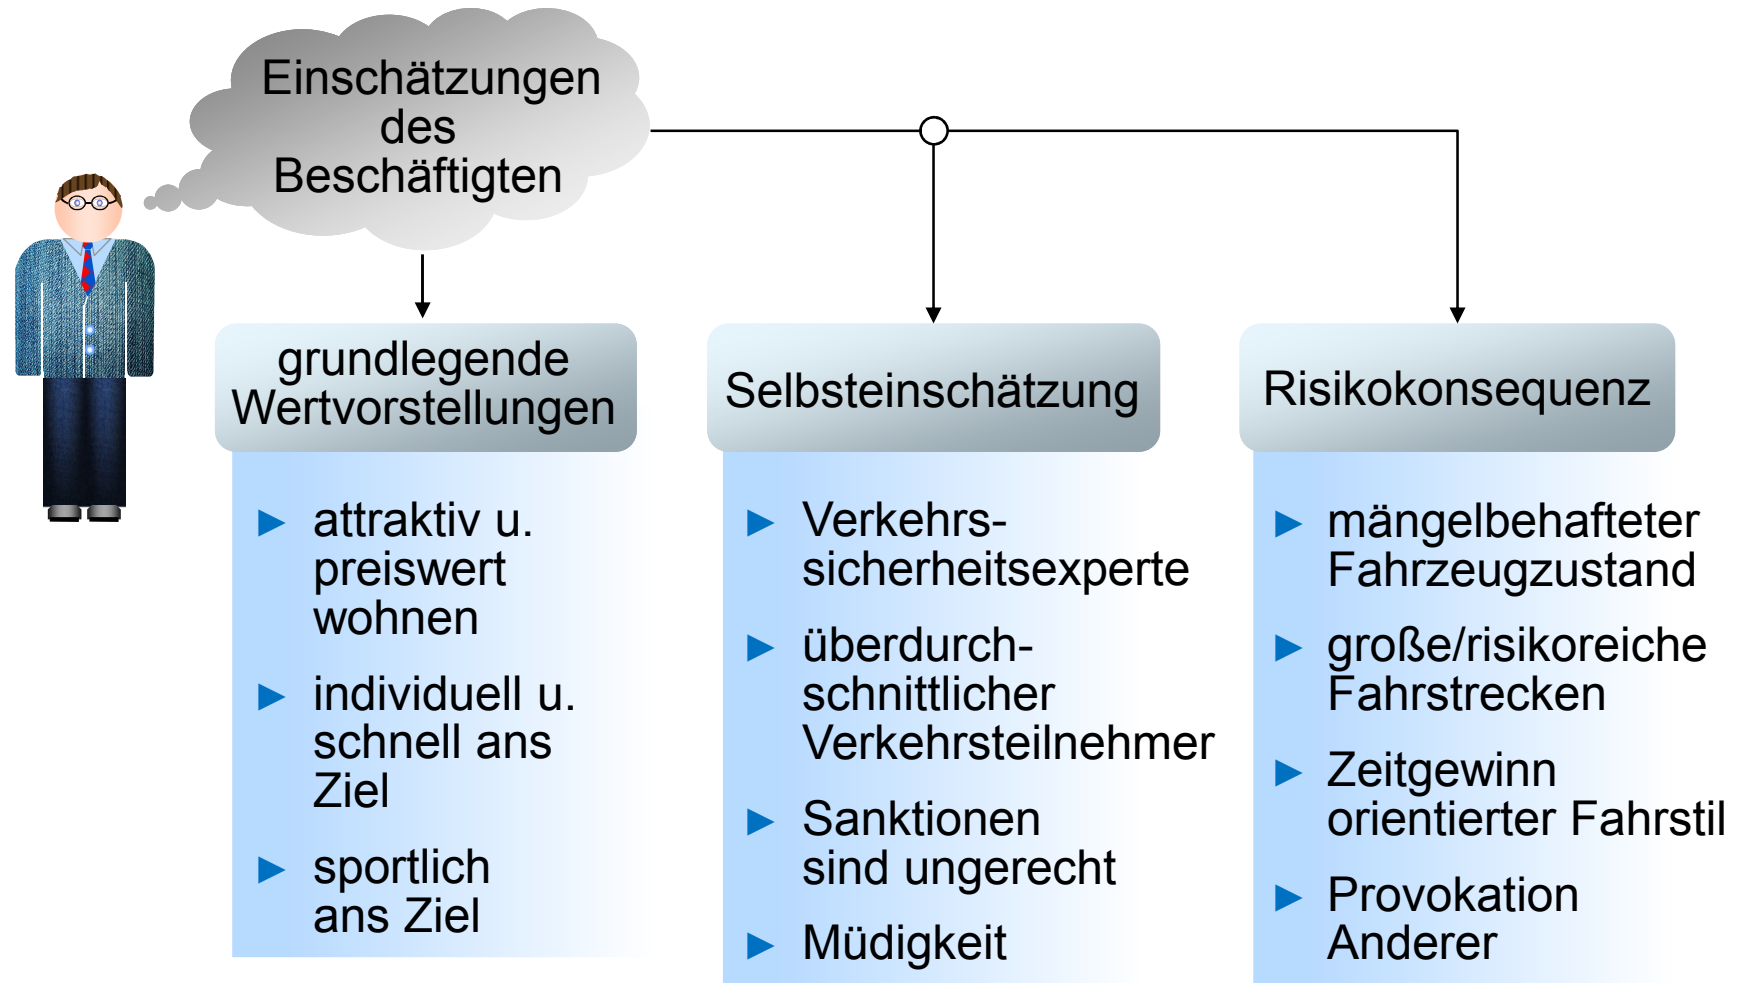 Einschätzungen
des
Beschäftigten
grundlegende
Wertvorstellungen
► attraktiv u.
preiswert
wohnen
► individuell u.
schnell ans
Ziel
► sportlich
ans Ziel
Selbsteinschätzung
► Verkehrs-
sicherheitsexperte
► überdurch-
schnittlicher
Verkehrsteilnehmer
► Sanktionen
sind ungerecht
► Müdigkeit
Risikokonsequenz
► mängelbehafteter
Fahrzeugzustand
► große/risikoreiche
Fahrstrecken
► Zeitgewinn
orientierter Fahrstil
► Provokation
Anderer